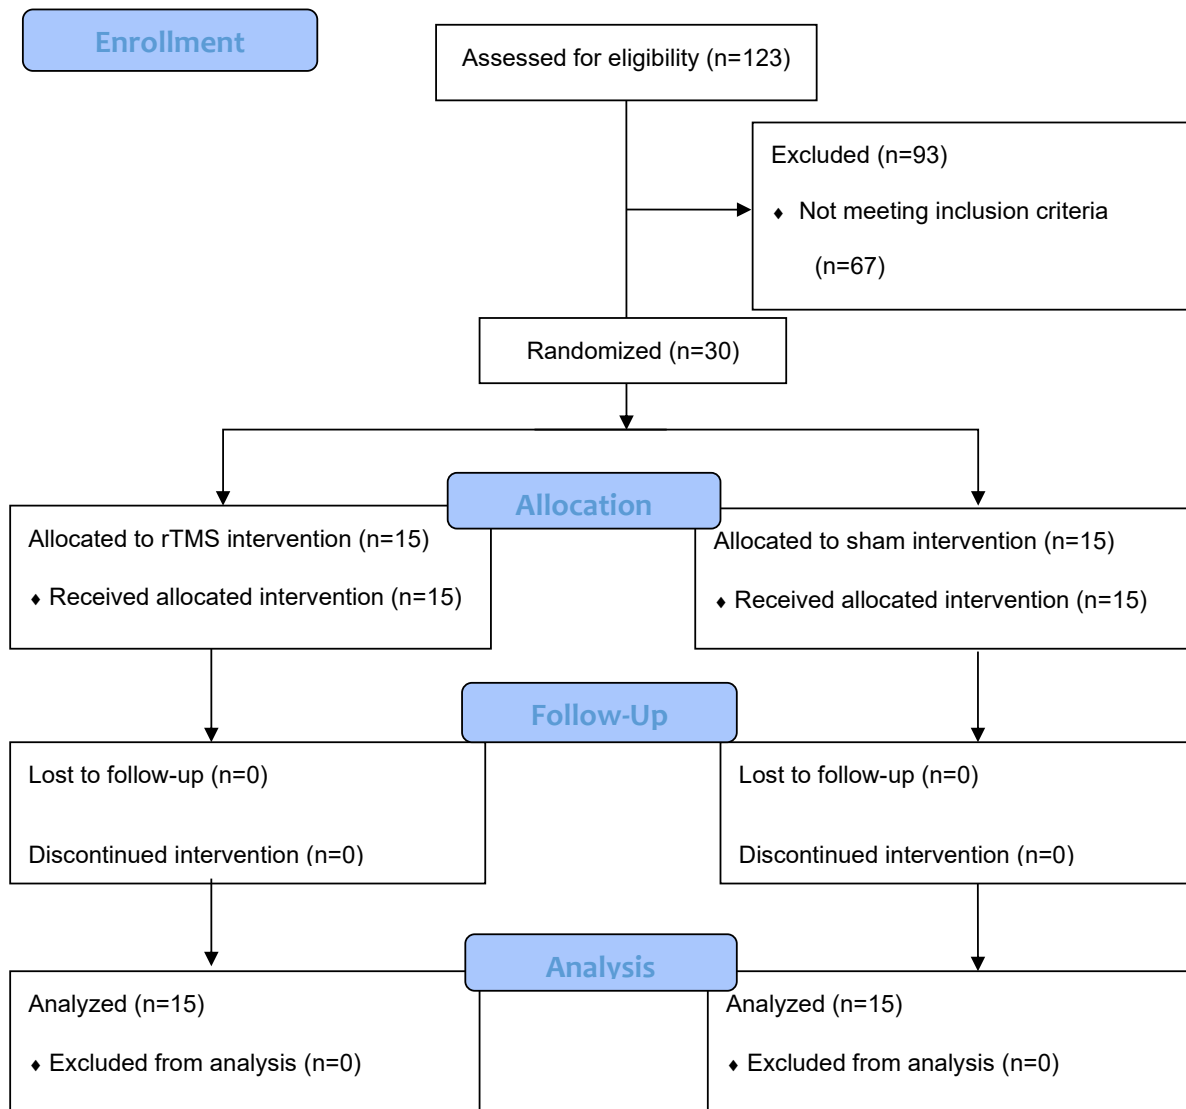 Enrollment
Assessed for eligibility (n=123)
Excluded (n=93)
♦ Not meeting inclusion criteria
(n=67)
Randomized (n=30)
Allocation
Allocated to rTMS intervention (n=15)
♦ Received allocated intervention (n=15)
Allocated to sham intervention (n=15)
♦ Received allocated intervention (n=15)
Follow-Up
Lost to follow-up (n=0)
Discontinued intervention (n=0)
Lost to follow-up (n=0)
Discontinued intervention (n=0)
Analysis
Analyzed (n=15)
♦ Excluded from analysis (n=0)
Analyzed (n=15)
♦ Excluded from analysis (n=0)